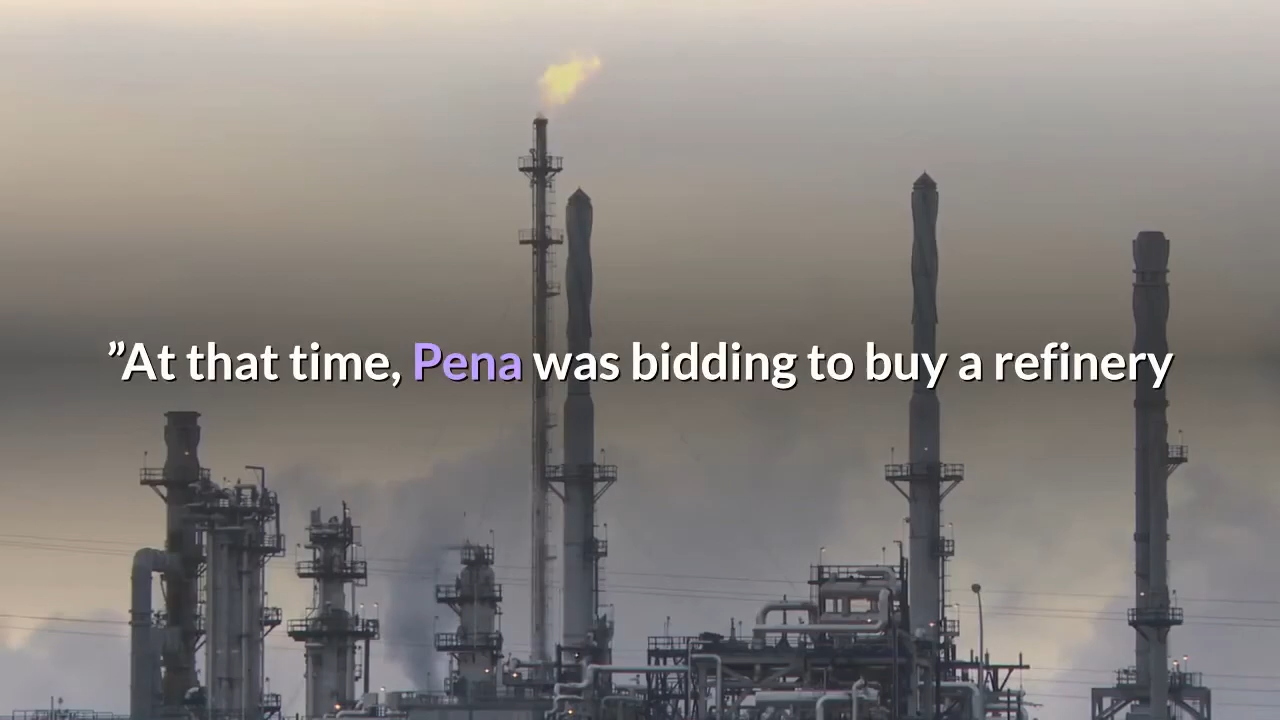 ”At that time, Pena was bidding to buy a refinery